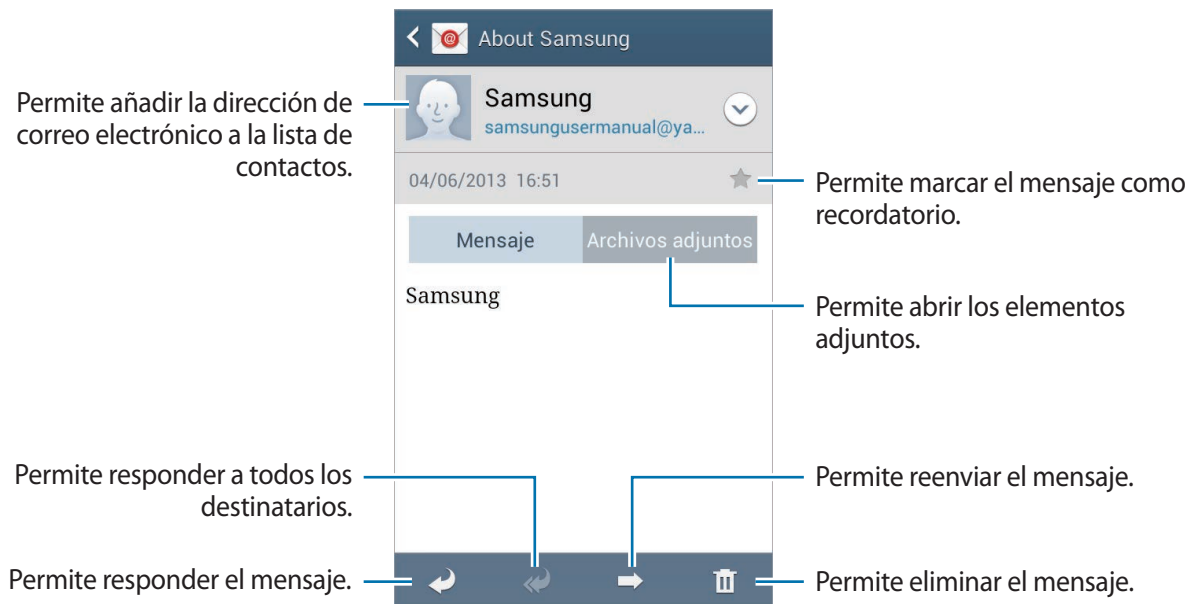 About Samsung
Permite añadir la dirección de
correo electrónico a la lista de
contactos.
Samsung
samsungusermanual@ya...
04/06/2013 16:51
Permite marcar el mensaje como
recordatorio.
Mensaje Archivos adjuntos
Samsung
Permite abrir los elementos
adjuntos.
Permite responder a todos los
destinatarios.
Permite reenviar el mensaje.
Permite responder el mensaje.
Permite eliminar el mensaje.